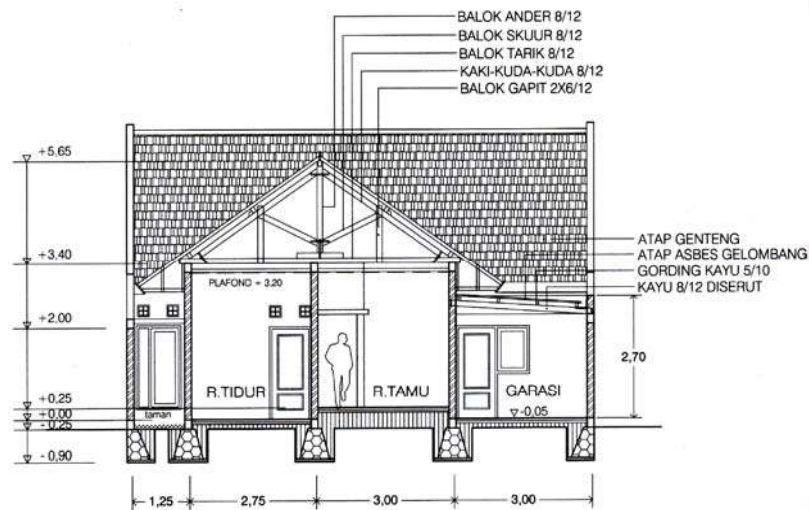 BALOK ANDER 8/12
BALOK SKUUR 8/12
BALOK TARIK 8/12
KAKI-KUDA-KUDA 8/12
BALOK GAPIT 2X6/12
+5,65
+3.40
+2.00
+0,25
+0.00
-0.25
- 0,90
ATAP GENTENG
ATAP ASBES GELOMBANG
GORDING KAYU 5/10
KAYU 8/12 DISERUT
PLAFOND + 3.20
2,70
R.TIDUR
R.TAMU
GARASI
taman
-0,05
1,25
2,75
3,00
3,00